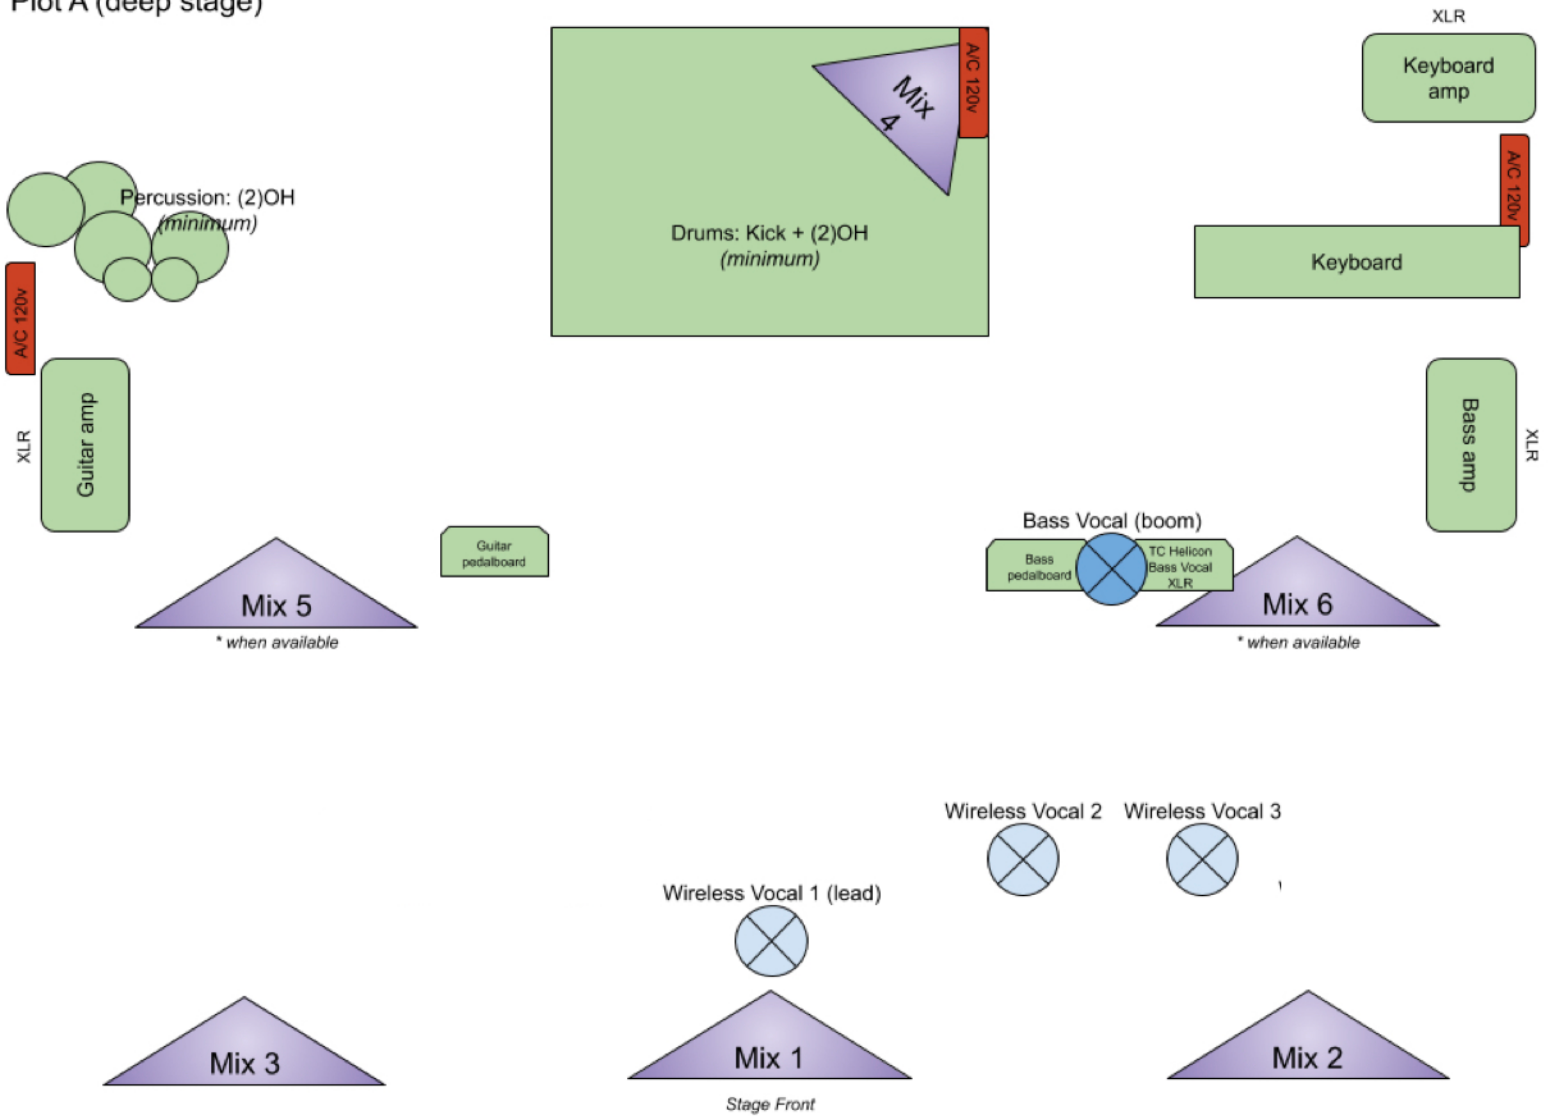 Plot A (deep stage)
XLR
Keyboard
amp
A/C 120v
Mix
4
A/C 120v
Percussion: (2)OH
(minimum)
Drums: Kick + (2)OH
(minimum)
Keyboard
A/C 120v
Guitar amp
XLR
Bass amp
XLR
Guitar
pedalboard
Bass Vocal (boom)
Bass
pedalboard
TC Helicon
Bass Vocal
XLR
Mix 5
* when available
Mix 6
* when available
Wireless Vocal 2
Wireless Vocal 3
Wireless Vocal 1 (lead)
Mix 3
Mix 1
Mix 2
Stage Front